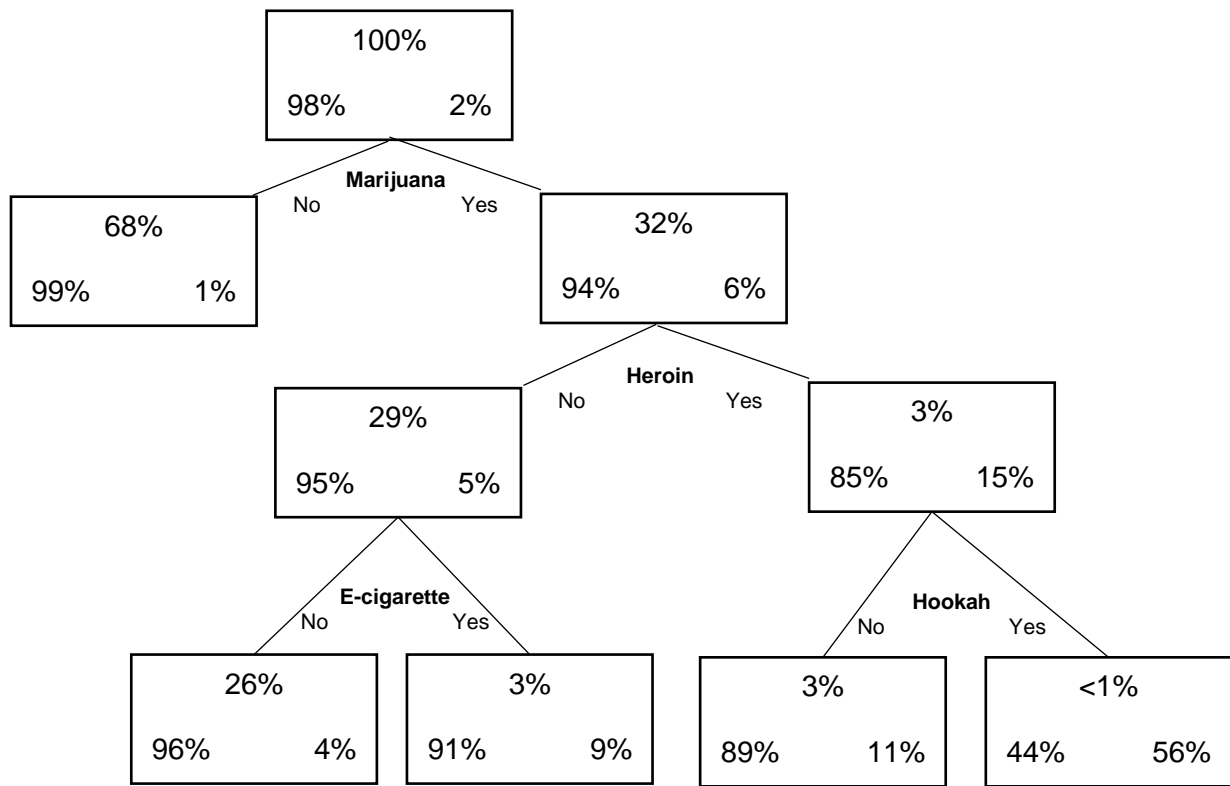 100%
98% 2%
Marijuana
No Yes
68%
99% 1%
32%
94% 6%
Heroin
No Yes
29%
95% 5%
3%
85% 15%
E-cigarette
No Yes
Hookah
No Yes
26%
96% 4%
3%
91% 9%
3%
89% 11%
<1%
44% 56%